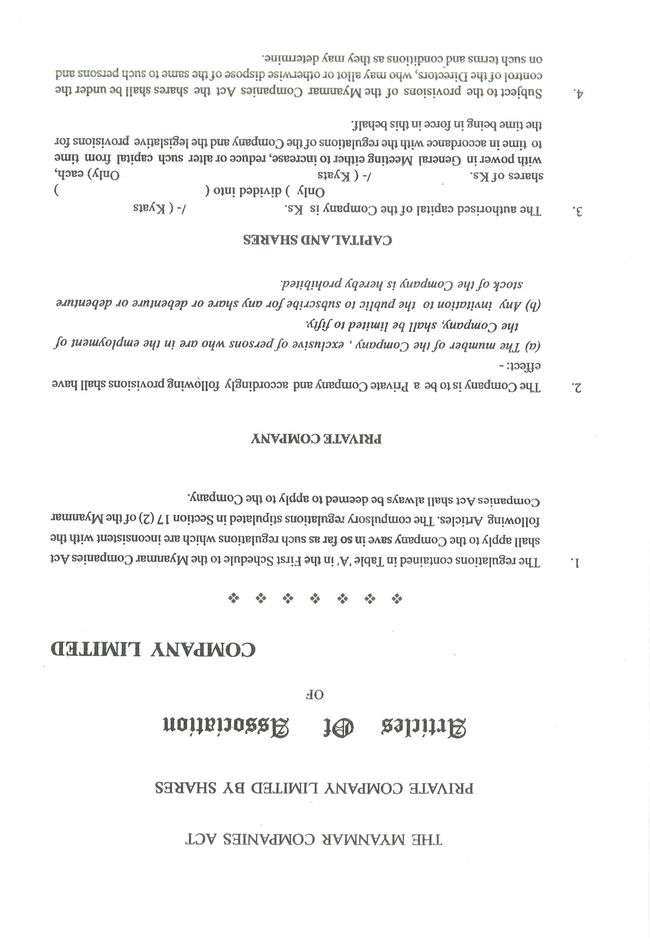 THE MYANMAR COMPANIES ACT
PRIVATE COMPANY LIMITED BY SHARES
Articles Of Association
OF
COMPANY LIMITED
❖ ❖ ❖ ❖ ❖ ❖ ❖
1. The regulations contained in Table 'A' in the First Schedule to the Myanmar Companies Act
shall apply to the Company save in so far as such regulations which are inconsistent with the
following Articles. The compulsory regulations stipulated in Section 17 (2) of the Myanmar
Companies Act shall always be deemed to apply to the Company.
PRIVATE COMPANY
2. The Company is to be a Private Company and accordingly following provisions shall have
effect: -
(a) The mumber of the Company , exclusive of persons who are in the employment of
the Company, shall be limited to fifty.
(b) Any invitation to the public to subscribe for any share or debenture or debenture
stock of the Company is hereby prohibited.
CAPITAL AND SHARES
3. The authorised capital of the Company is Ks. /- ( Kyats
Only ) divided into ( )
shares of Ks. /- ( Kyats Only) each,
with power in General Meeting either to increase, reduce or alter such capital from time
to time in accordance with the regulations of the Company and the legislative provisions for
the time being in force in this behalf.
4. Subject to the provisions of the Myanmar Companies Act the shares shall be under the
control of the Directors, who may allot or otherwise dispose of the same to such persons and
on such terms and conditions as they may determine.